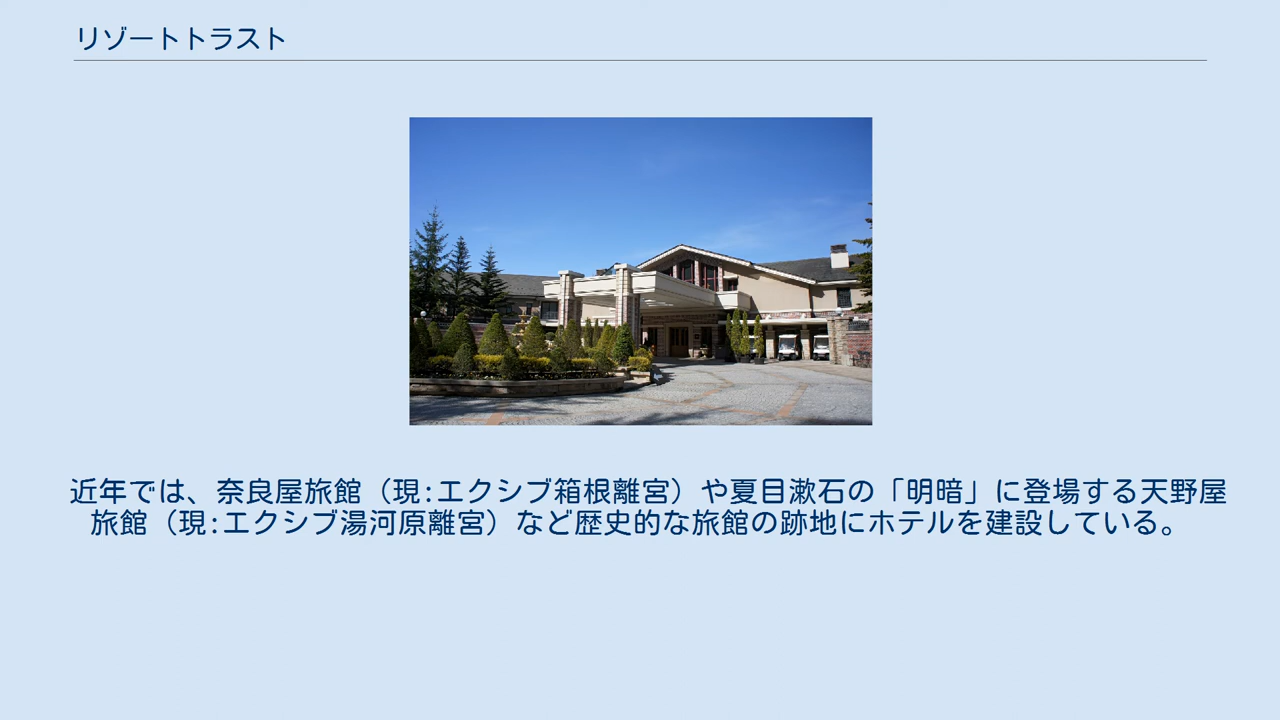 リゾートトラスト
近年では、奈良屋旅館（現:エクシブ箱根離宮）や夏目漱石の「明暗」に登場する天野屋
旅館（現:エクシブ湯河原離宮）など歴史的な旅館の跡地にホテルを建設している。